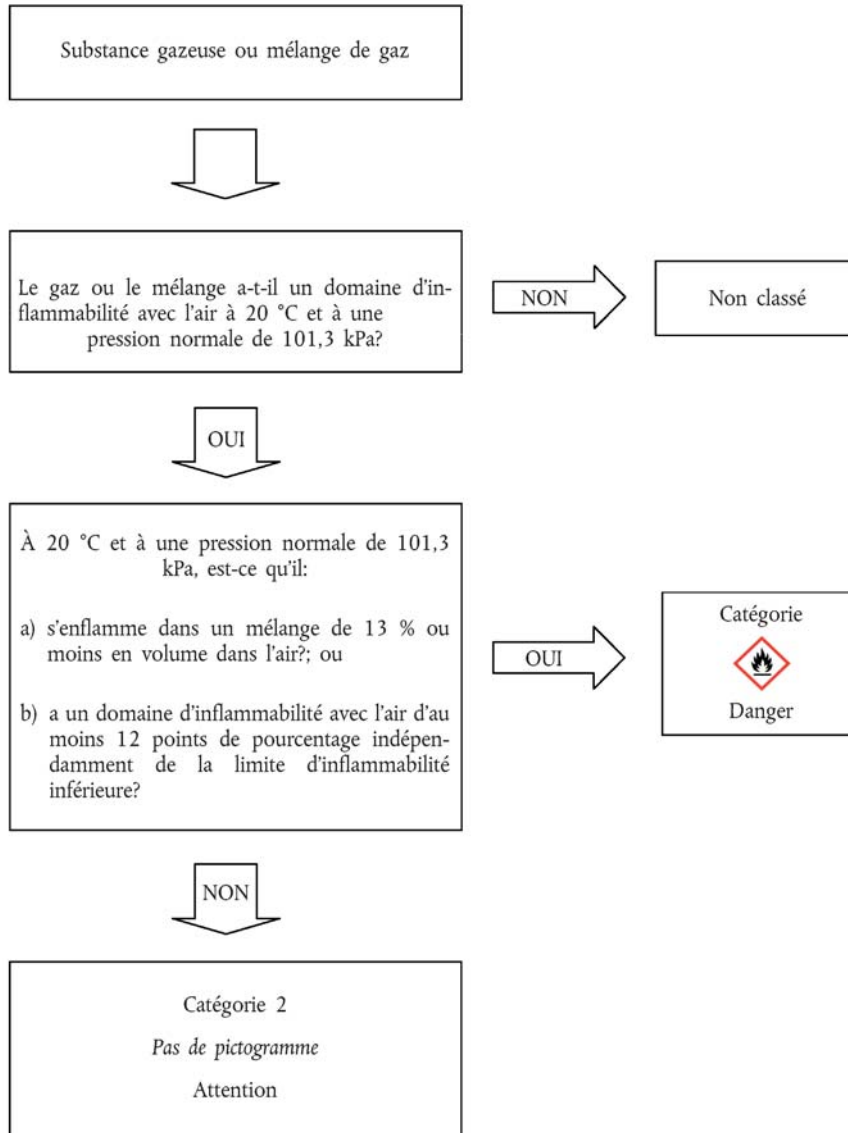 Substance gazeuse ou mélange de gaz
Le gaz ou le mélange a-t-il un domaine d'in-
flammabilité avec l'air à 20 °C et à une
pression normale de 101,3 kPa?
NON
Non classé
OUI
À 20 °C et à une pression normale de 101,3
kPa, est-ce qu'il:
a) s'enflamme dans un mélange de 13 % ou
moins en volume dans l'air?; ou
b) a un domaine d'inflammabilité avec l'air d'au
moins 12 points de pourcentage indépen-
damment de la limite d'inflammabilité
inférieure?
OUI
Catégorie
Danger
NON
Catégorie 2
Pas de pictogramme
Attention